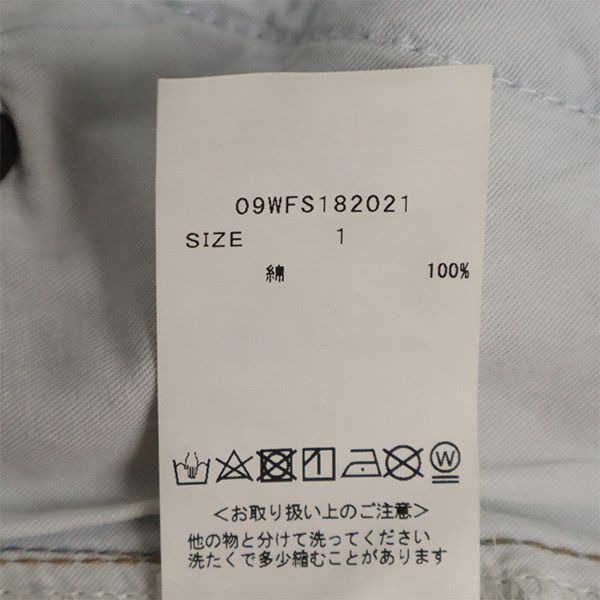 09WFS182021
SIZE 1
綿 100%
W
<お取り扱い上のご注意>
他の物と分けて洗ってください
洗たくで多少縮むことがあります